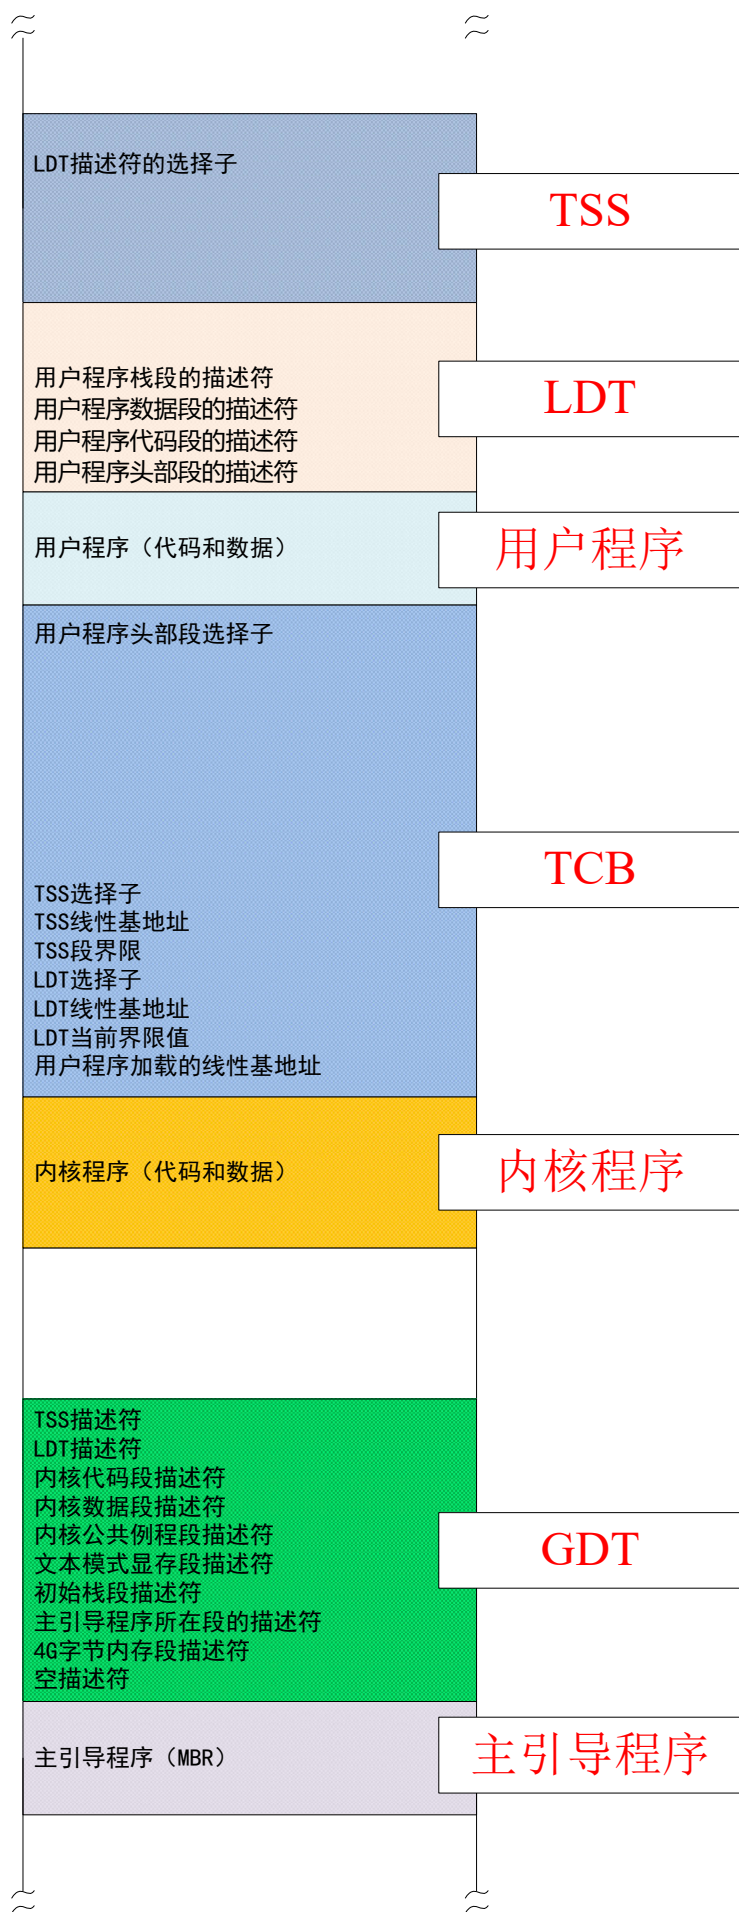 LDT描述符的选择子
TSS
用户程序栈段的描述符
用户程序数据段的描述符
用户程序代码段的描述符
用户程序头部段的描述符
LDT
用户程序（代码和数据）
用户程序
用户程序头部段选择子
TSS选择子
TSS线性基地址
TSS段界限
LDT选择子
LDT线性基地址
LDT当前界限值
用户程序加载的线性基地址
TCB
内核程序（代码和数据）
内核程序
TSS描述符
LDT描述符
内核代码段描述符
内核数据段描述符
内核公共例程段描述符
文本模式显存段描述符
初始栈段描述符
主引导程序所在段的描述符
4G字节内存段描述符
空描述符
GDT
主引导程序（MBR）
主引导程序